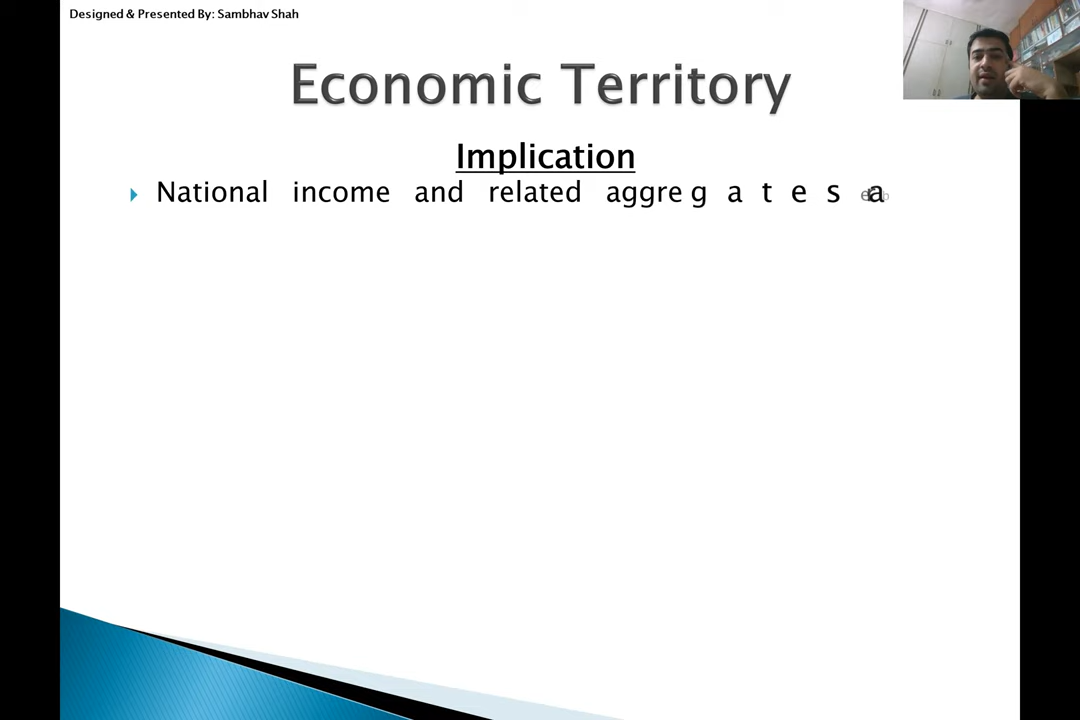 Designed & Presented By: Sambhav Shah
Economic Territory
Implication
National income and related aggregates